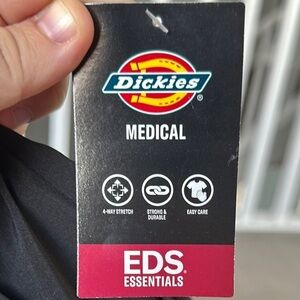 Dickies®
MEDICAL
4-WAY STRETCH
STRONG & DURABLE
EASY CARE
EDS®
ESSENTIALS